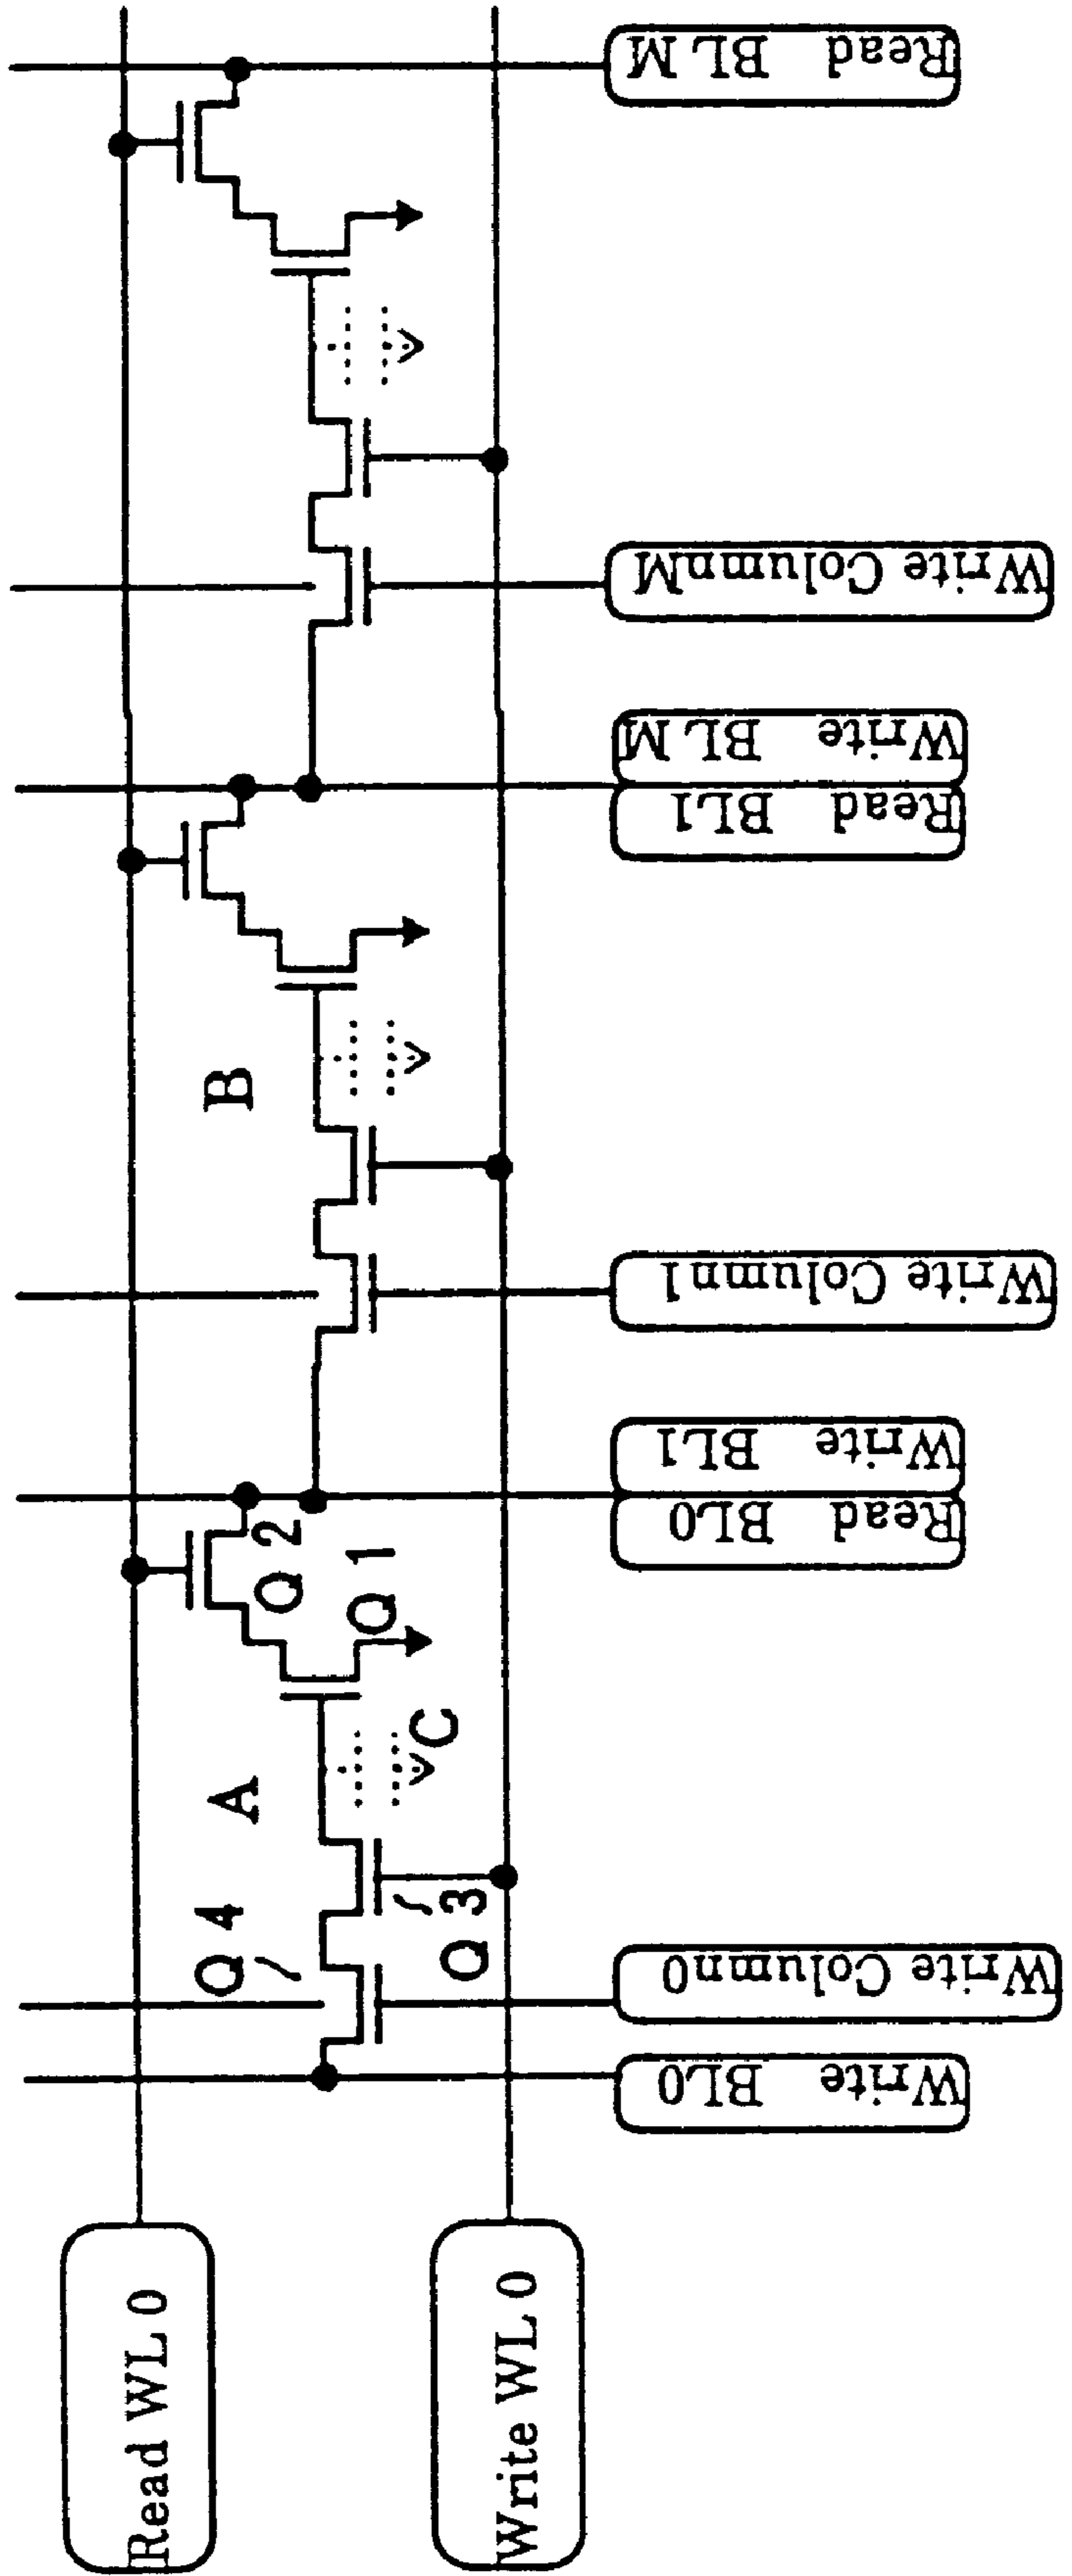 Read WL 0
Write WL 0
Write BL0
Write Column0
Read BL0
Write BL1
Write Column1
Read BL1
Write BL M
Write ColumnM
Read BL M
Q 4
Q 3
A
C
Q 2
Q 1
B